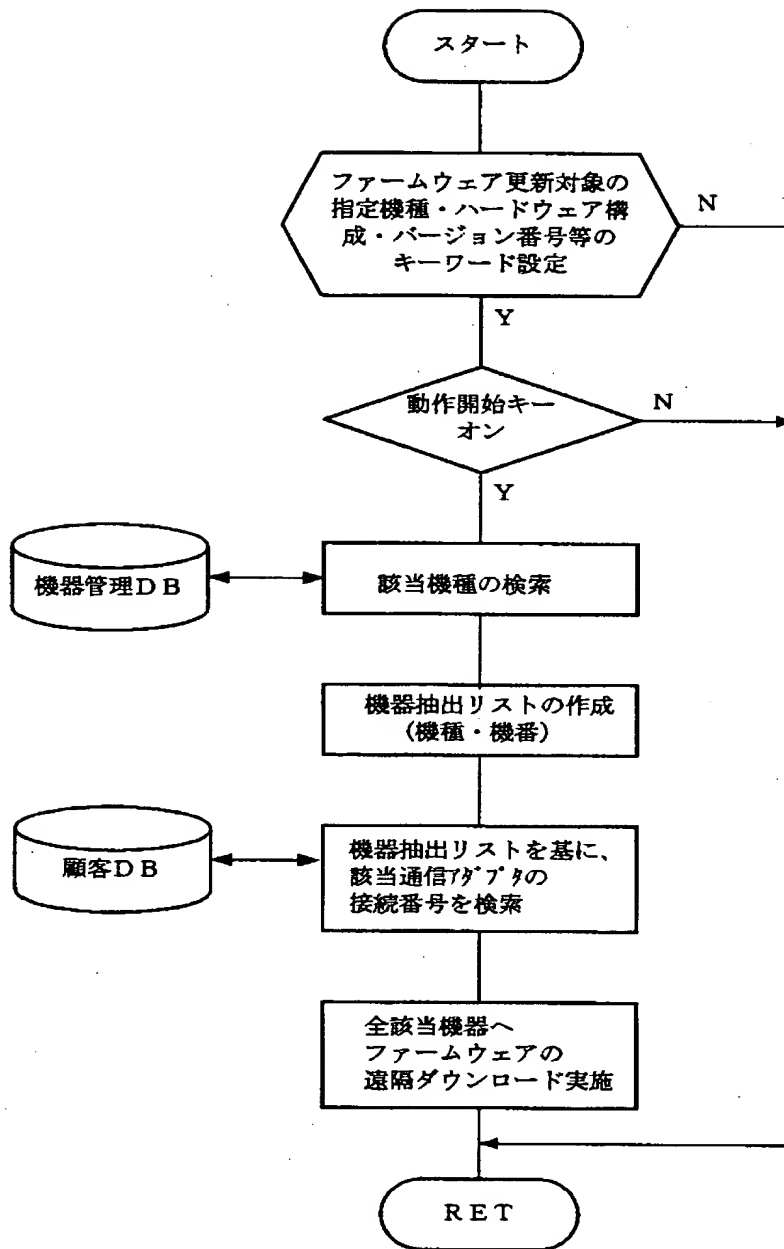 スタート
ファームウェア更新対象の
指定機種・ハードウェア構
成・バージョン番号等の
キーワード設定
N
Y
動作開始キー
オン
N
Y
機器管理DB
該当機種の検索
機器抽出リストの作成
(機種・機番)
顧客DB
機器抽出リストを基に、
該当通信ｱﾀﾞﾌﾟﾀの
接続番号を検索
全該当機器へ
ファームウェアの
遠隔ダウンロード実施
RET